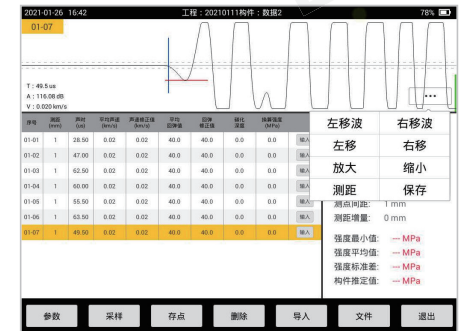 2021-01-26 16:42 工程：20210111构件：数据2 78%
01-07
T：49.5 us
A：116.08 dB
V：0.020 km/s
...
序号 测距(mm) 声时(us) 平均声速(km/s) 声速修正值(km/s) 平均回弹值 回弹修正值 碳化深度 换算强度(MPa)
01-01 1 28.50 0.02 0.02 40.0 40.0 0.0 0.0 输入
01-02 1 47.00 0.02 0.02 40.0 40.0 0.0 0.0 输入
01-03 1 62.50 0.02 0.02 40.0 40.0 0.0 0.0 输入
01-04 1 60.00 0.02 0.02 40.0 40.0 0.0 0.0 输入
01-05 1 55.50 0.02 0.02 40.0 40.0 0.0 0.0 输入
01-06 1 63.50 0.02 0.02 40.0 40.0 0.0 0.0 输入
01-07 1 49.50 0.02 0.02 40.0 40.0 0.0 0.0 输入
左移波 右移波
左移 右移
放大 缩小
测距 保存
测点间距： 1 mm
测距增量： 0 mm
强度最小值： --- MPa
强度平均值： --- MPa
强度标准差： --- MPa
构件推定值： --- MPa
参数 采样 存点 删除 导入 文件 退出